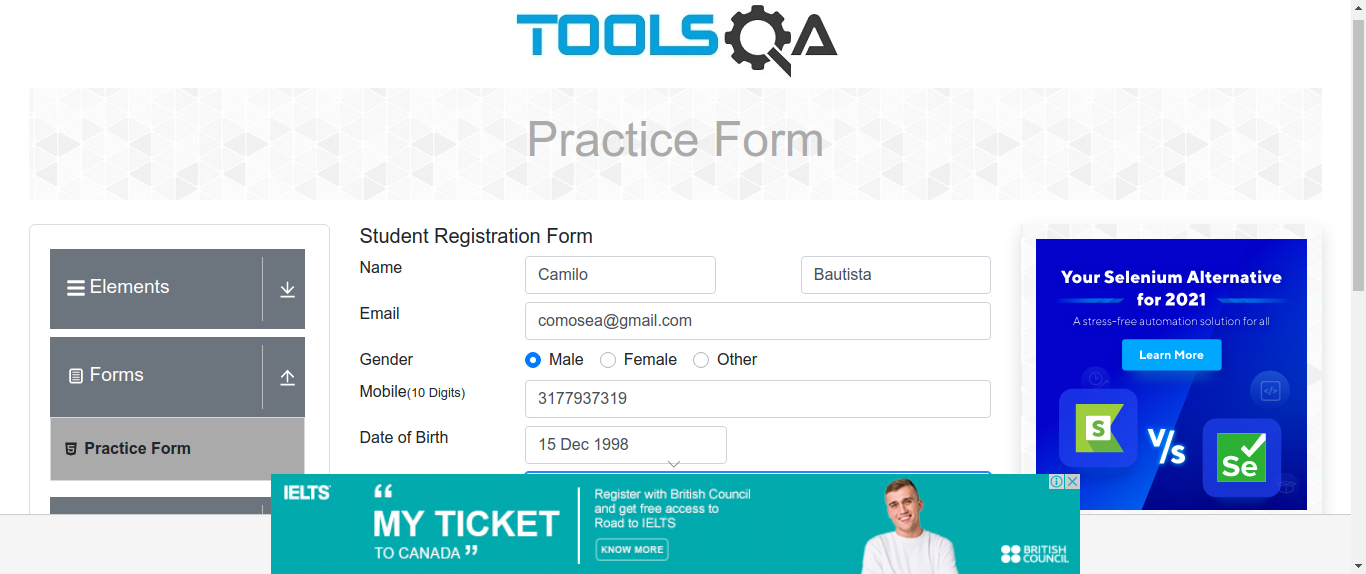 TOOLSQA
Practice Form
Elements
Forms
Practice Form
Student Registration Form
Name
Camilo
Bautista
Email
comosea@gmail.com
Gender
Male
Female
Other
Mobile(10 Digits)
3177937319
Date of Birth
15 Dec 1998
Your Selenium Alternative
for 2021
A stress-free automation solution for all
Learn More
S
V/s
Se
IELTS
“
MY TICKET
TO CANADA ”
Register with British Council
and get free access to
Road to IELTS
KNOW MORE
BRITISH
COUNCIL